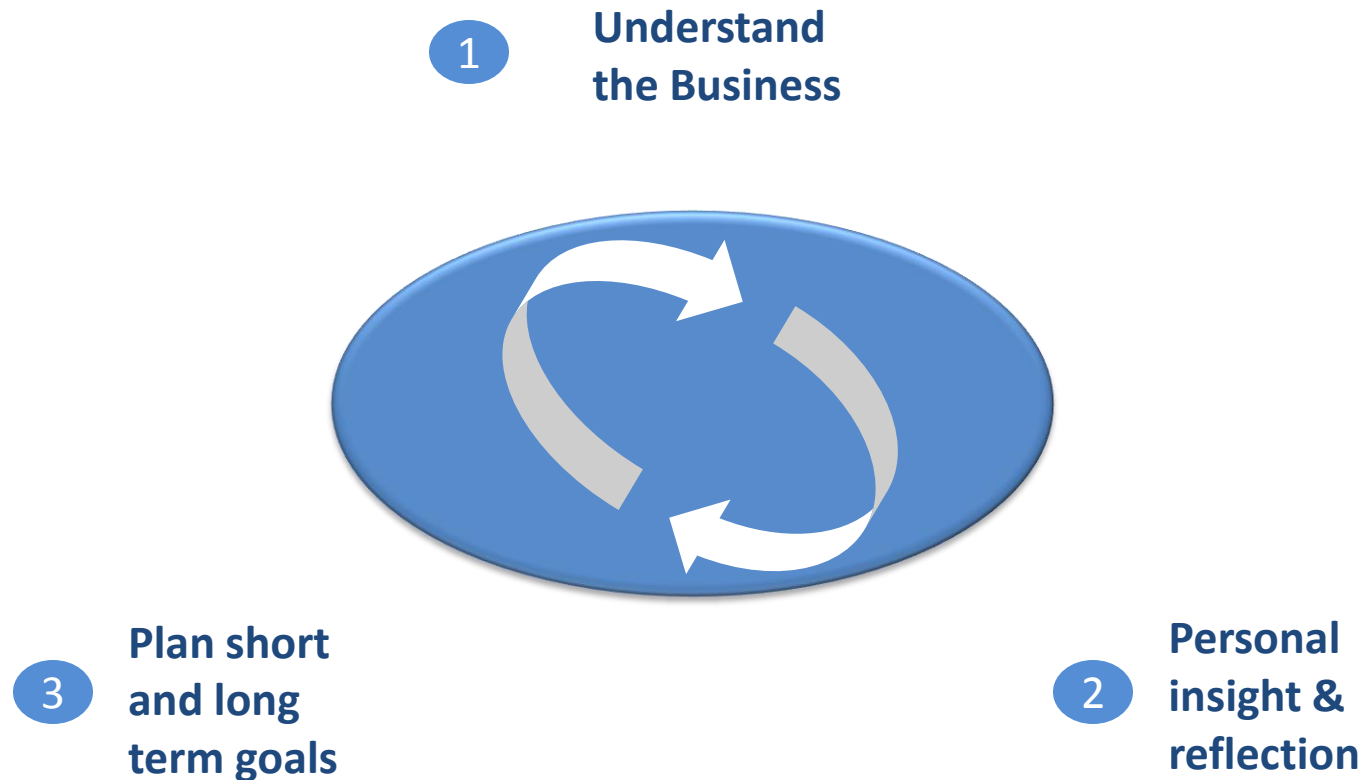 1
Understand
the Business
2
Personal
insight &
reflection
3
Plan short
and long
term goals